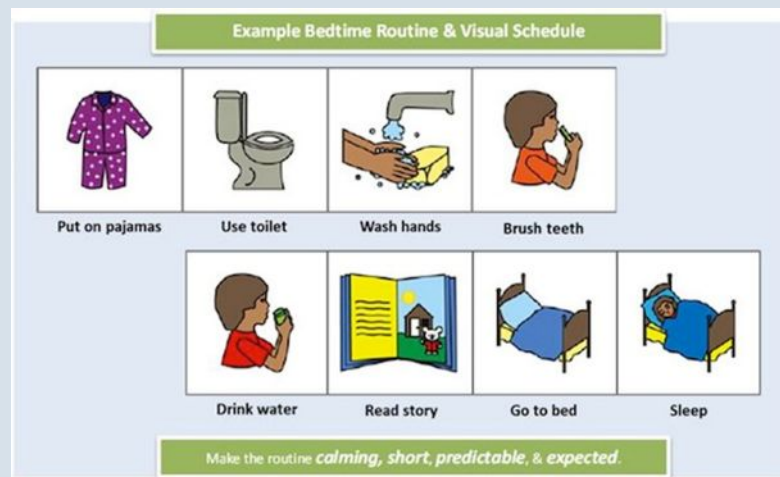 Example Bedtime Routine & Visual Schedule
Put on pajamas
Use toilet
Wash hands
Brush teeth
Drink water
Read story
Go to bed
Sleep
Make the routine calming, short, predictable, & expected.